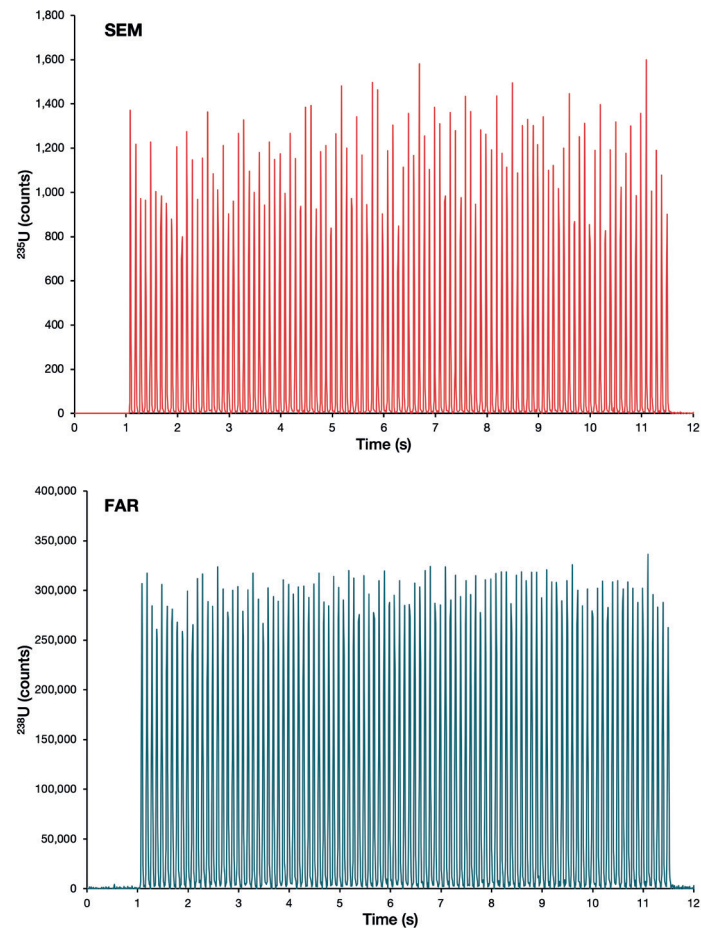 SEM
1,800
1,600
1,400
1,200
1,000
800
600
400
200
0
²³⁵U (counts)
0 1 2 3 4 5 6 7 8 9 10 11 12
Time (s)
FAR
400,000
350,000
300,000
250,000
200,000
150,000
100,000
50,000
0
²³⁸U (counts)
0 1 2 3 4 5 6 7 8 9 10 11 12
Time (s)